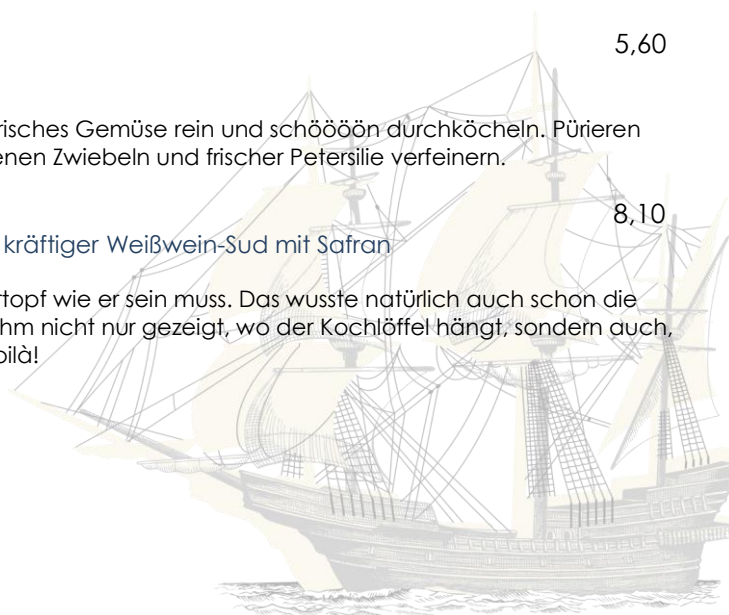 5,60
risches Gemüse rein und schöööön durchköcheln. Pürieren
enen Zwiebeln und frischer Petersilie verfeinern.
8,10
kräftiger Weißwein-Sud mit Safran
rtopf wie er sein muss. Das wusste natürlich auch schon die
hm nicht nur gezeigt, wo der Kochlöffel hängt, sondern auch,
oilà!